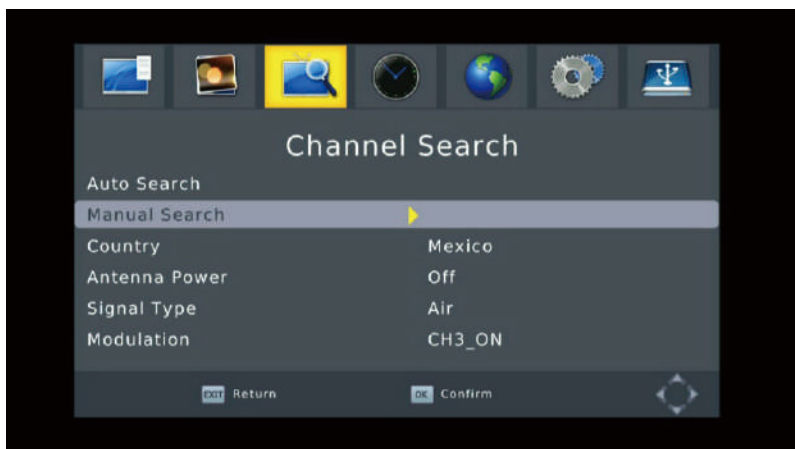 Channel Search
Auto Search
Manual Search
Country Mexico
Antenna Power Off
Signal Type Air
Modulation CH3_ON
EXIT Return OK Confirm